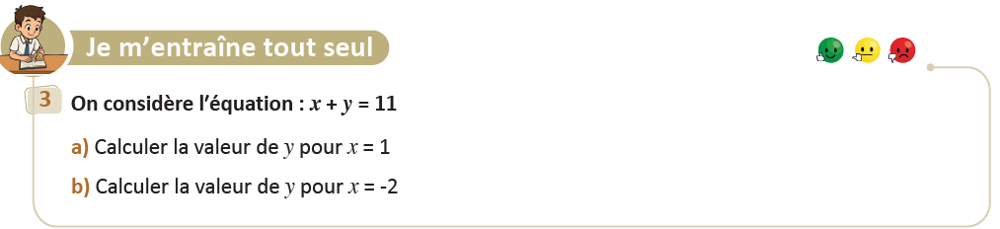 Je m’entraîne tout seul
3 On considère l’équation : x + y = 11
a) Calculer la valeur de y pour x = 1
b) Calculer la valeur de y pour x = -2